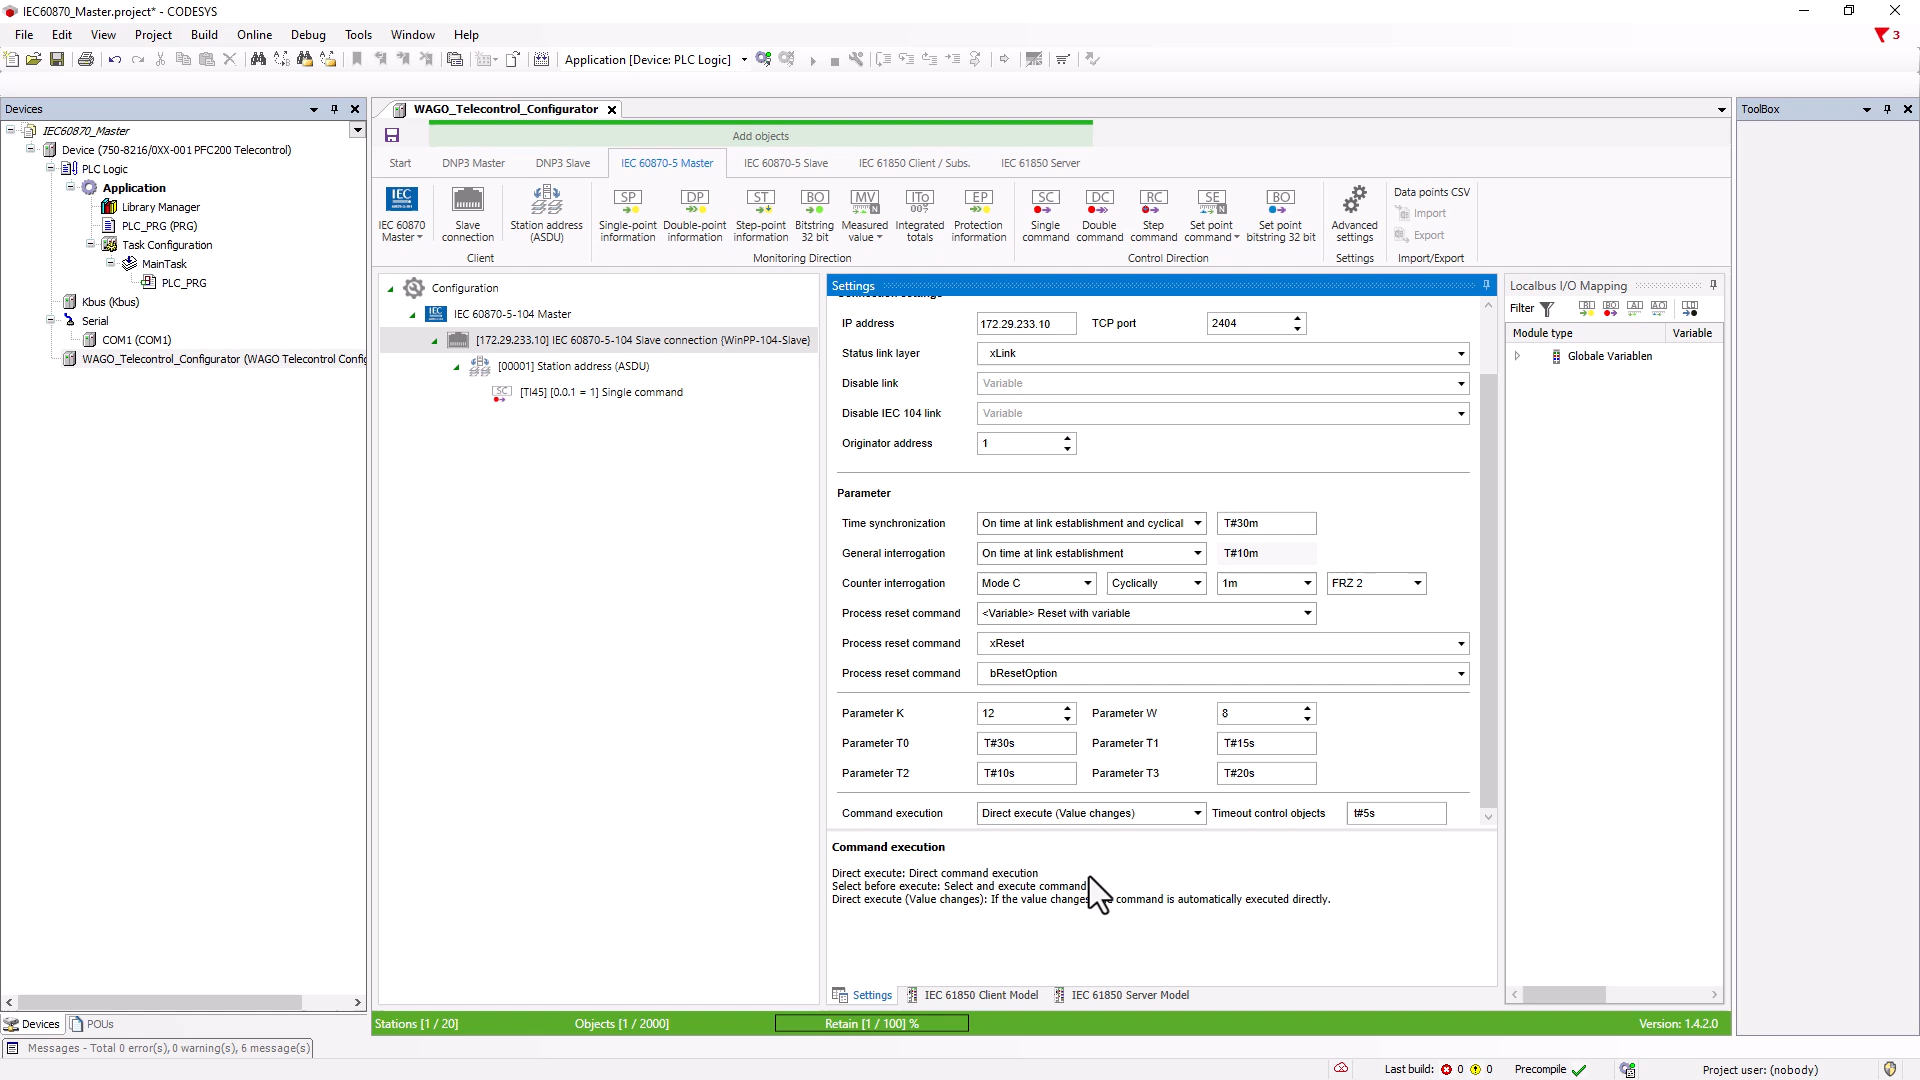 IEC60870_Master.project* - CODESYS
File Edit View Project Build Online Debug Tools Window Help
3
Application [Device: PLC Logic]
Devices
WAGO_Telecontrol_Configurator
ToolBox
IEC60870_Master
Device (750-8216/0XX-001 PFC200 Telecontrol)
PLC Logic
Application
Library Manager
PLC_PRG (PRG)
Task Configuration
MainTask
PLC_PRG
Kbus (Kbus)
Serial
COM1 (COM1)
WAGO_Telecontrol_Configurator (WAGO Telecontrol Config
Devices POUs
Add objects
Start DNP3 Master DNP3 Slave IEC 60870-5 Master IEC 60870-5 Slave IEC 61850 Client / Subs. IEC 61850 Server
IEC SP DP ST BO MV ITo EP SC DC RC SE BO
IEC 60870 Master
Slave connection
Station address (ASDU)
Single-point information
Double-point information
Step-point information
Bitstring 32 bit
Measured value
Integrated totals
Protection information
Single command
Double command
Step command
Set point command
Set point bitstring 32 bit
Advanced settings
Data points CSV
Import
Export
Client Monitoring Direction Control Direction Settings Import/Export
Configuration
IEC 60870-5-104 Master
[172.29.233.10] IEC 60870-5-104 Slave connection {WinPP-104-Slave}
[00001] Station address (ASDU)
[TI45] [0.0.1 = 1] Single command
Settings
IP address 172.29.233.10 TCP port 2404
Status link layer xLink
Disable link Variable
Disable IEC 104 link Variable
Originator address 1
Parameter
Time synchronization On time at link establishment and cyclical T#30m
General interrogation On time at link establishment T#10m
Counter interrogation Mode C Cyclically 1m FRZ 2
Process reset command <Variable> Reset with variable
Process reset command xReset
Process reset command bResetOption
Parameter K 12 Parameter W 8
Parameter T0 T#30s Parameter T1 T#15s
Parameter T2 T#10s Parameter T3 T#20s
Command execution Direct execute (Value changes) Timeout control objects t#5s
Command execution
Direct execute: Direct command execution
Select before execute: Select and execute command
Direct execute (Value changes): If the value changes command is automatically executed directly.
Settings IEC 61850 Client Model IEC 61850 Server Model
Localbus I/O Mapping
Filter
Module type Variable
Globale Variablen
Stations [1 / 20] Objects [1 / 2000] Retain [1 / 100] % Version: 1.4.2.0
Messages - Total 0 error(s), 0 warning(s), 6 message(s)
Last build: 0 0 Precompile Project user: (nobody)